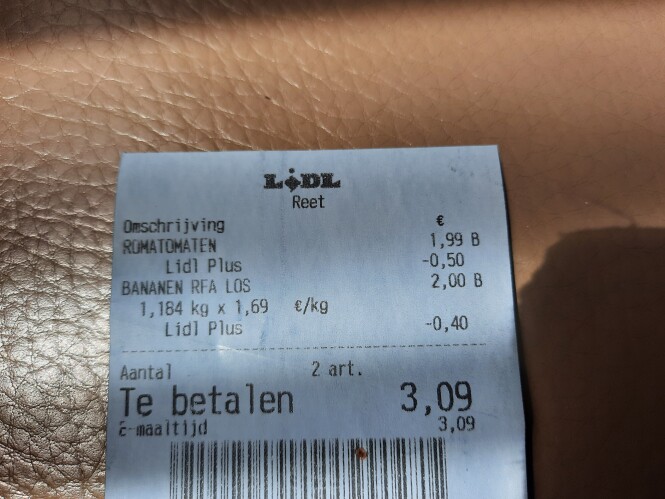 LIDL
Reet
Omschrijving €
ROMATOMATEN 1,99 B
Lidl Plus -0,50
BANANEN RFA LOS 2,00 B
1,184 kg x 1,69 €/kg
Lidl Plus -0,40
Aantal 2 art.
Te betalen 3,09
E-maaltijd 3,09